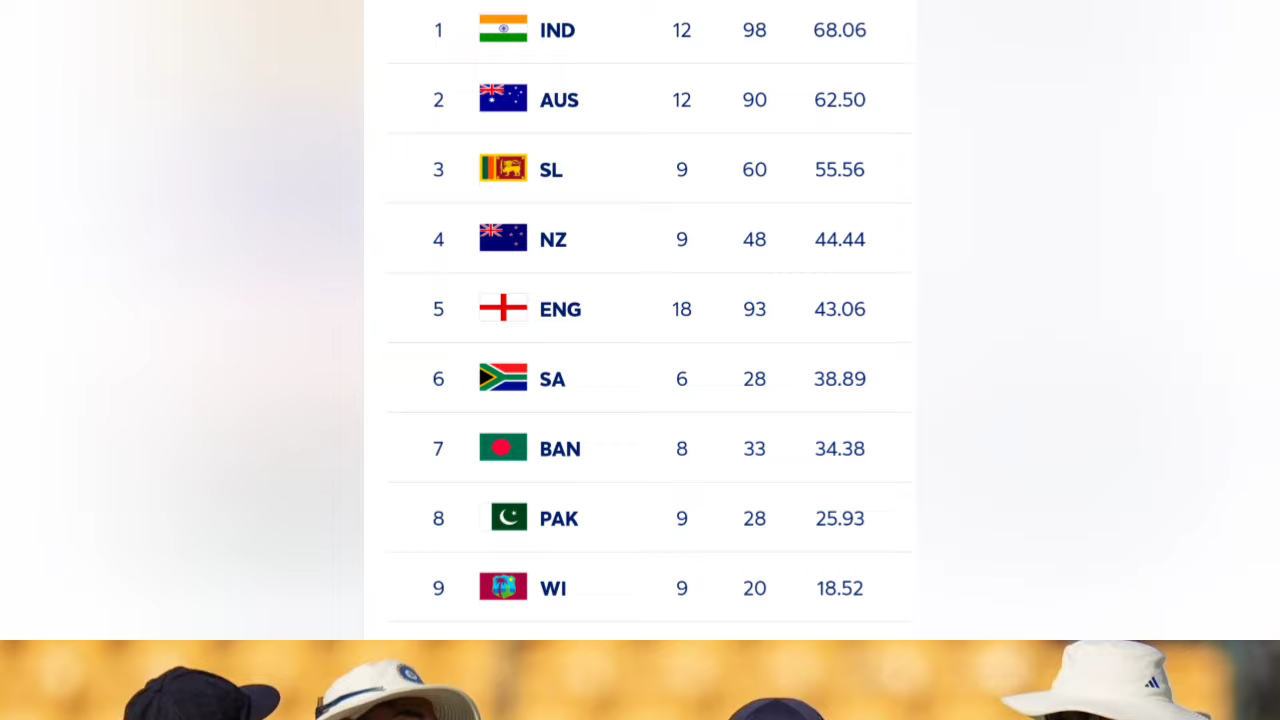 1 IND 12 98 68.06
2 AUS 12 90 62.50
3 SL 9 60 55.56
4 NZ 9 48 44.44
5 ENG 18 93 43.06
6 SA 6 28 38.89
7 BAN 8 33 34.38
8 PAK 9 28 25.93
9 WI 9 20 18.52